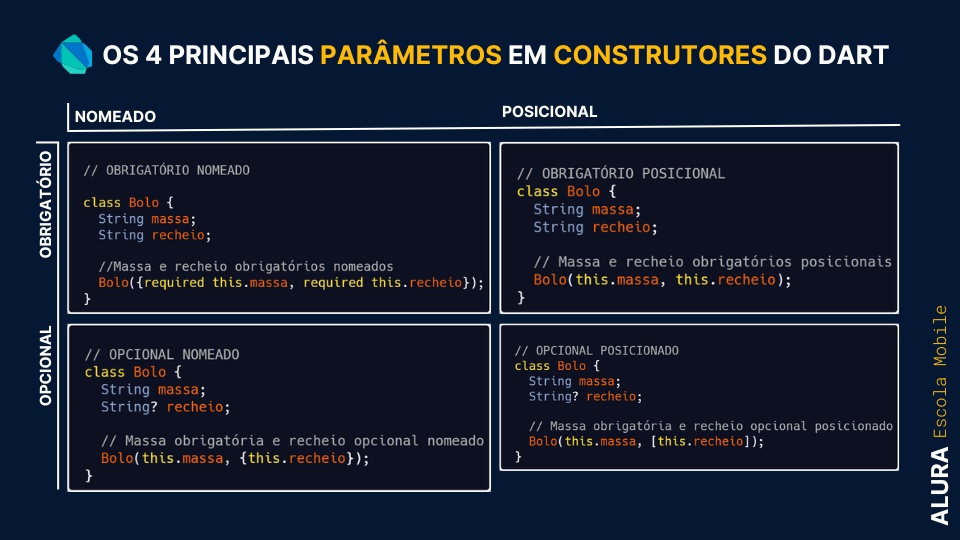 OS 4 PRINCIPAIS PARÂMETROS EM CONSTRUTORES DO DART
NOMEADO
POSICIONAL
OBRIGATÓRIO
// OBRIGATÓRIO NOMEADO
class Bolo {
String massa;
String recheio;
//Massa e recheio obrigatórios nomeados
Bolo({required this.massa, required this.recheio});
}
// OBRIGATÓRIO POSICIONAL
class Bolo {
String massa;
String recheio;
// Massa e recheio obrigatórios posicionais
Bolo(this.massa, this.recheio);
}
OPCIONAL
// OPCIONAL NOMEADO
class Bolo {
String massa;
String? recheio;
// Massa obrigatória e recheio opcional nomeado
Bolo(this.massa, {this.recheio});
}
// OPCIONAL POSICIONADO
class Bolo {
String massa;
String? recheio;
// Massa obrigatória e recheio opcional posicionado
Bolo(this.massa, [this.recheio]);
}
ALURA Escola Mobile